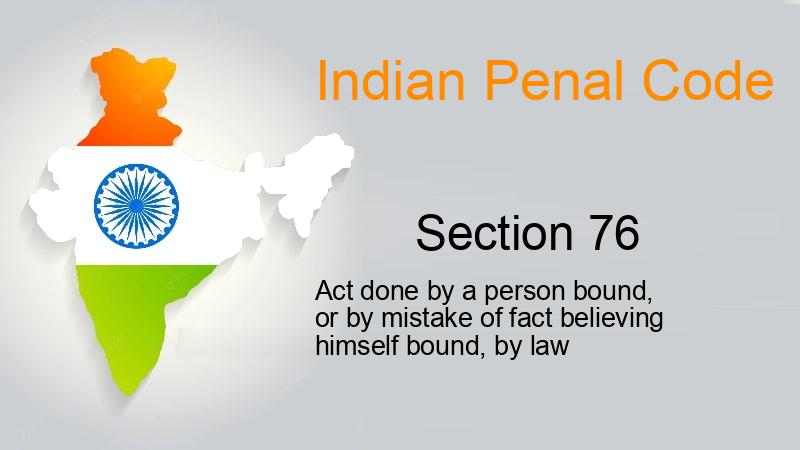 Indian Penal Code
Section 76
Act done by a person bound,
or by mistake of fact believing
himself bound, by law